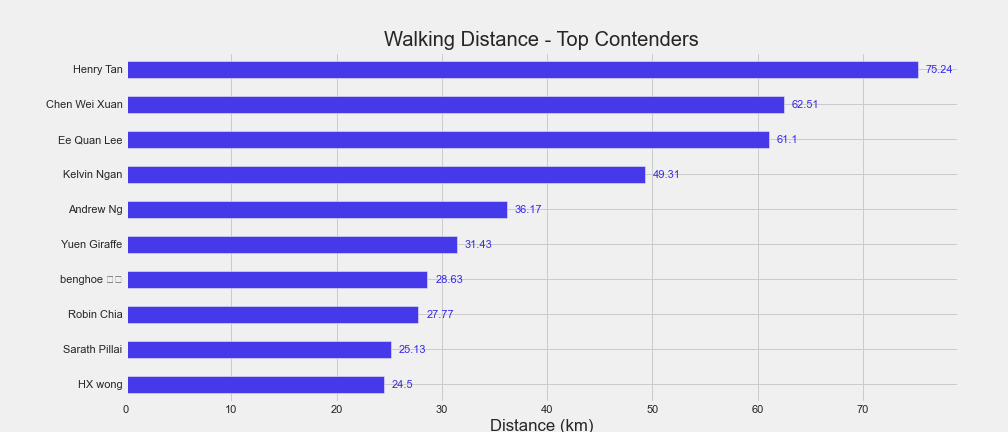 Walking Distance - Top Contenders
Henry Tan 75.24
Chen Wei Xuan 62.51
Ee Quan Lee 61.1
Kelvin Ngan 49.31
Andrew Ng 36.17
Yuen Giraffe 31.43
benghoe 28.63
Robin Chia 27.77
Sarath Pillai 25.13
HX wong 24.5
0 10 20 30 40 50 60 70
Distance (km)